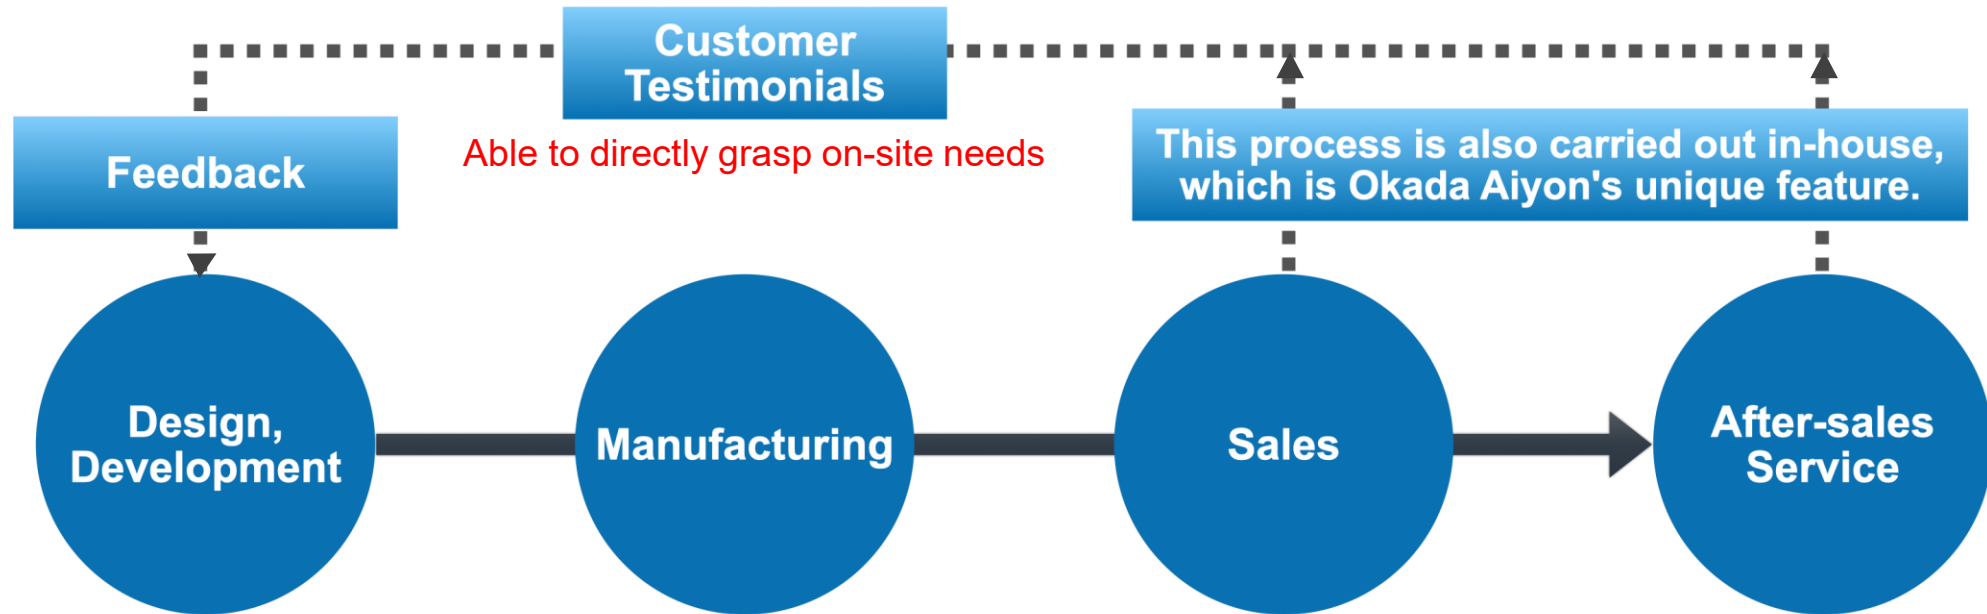 Customer
Testimonials
Feedback
Able to directly grasp on-site needs
This process is also carried out in-house,
which is Okada Aiyon's unique feature.
Design,
Development
Manufacturing
Sales
After-sales
Service